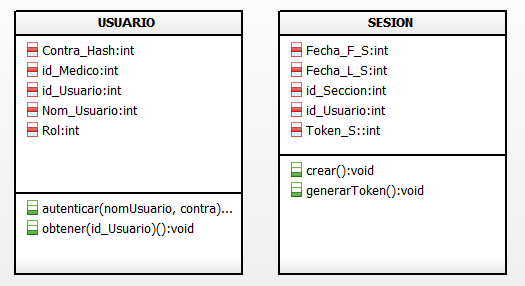 USUARIO
Contra_Hash:int
id_Medico:int
id_Usuario:int
Nom_Usuario:int
Rol:int
autenticar(nomUsuario, contra)...
obtener(id_Usuario)():void
SESION
Fecha_F_S:int
Fecha_L_S:int
id_Seccion:int
id_Usuario:int
Token_S::int
crear():void
generarToken():void